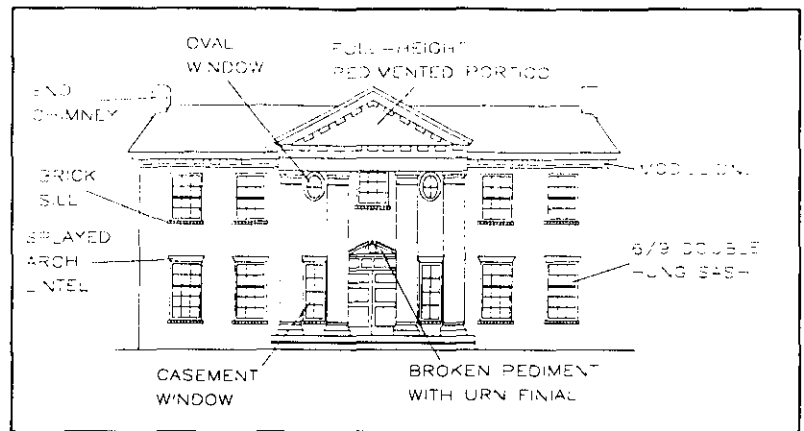 OVAL
WINDOW
FULL-HEIGHT
PEDIMENTED PORTICO
END
CHIMNEY
BRICK
SILL
MODILLIONS
SPLAYED
ARCH
LINTEL
6/9 DOUBLE
HUNG SASH
CASEMENT
WINDOW
BROKEN PEDIMENT
WITH URN FINIAL